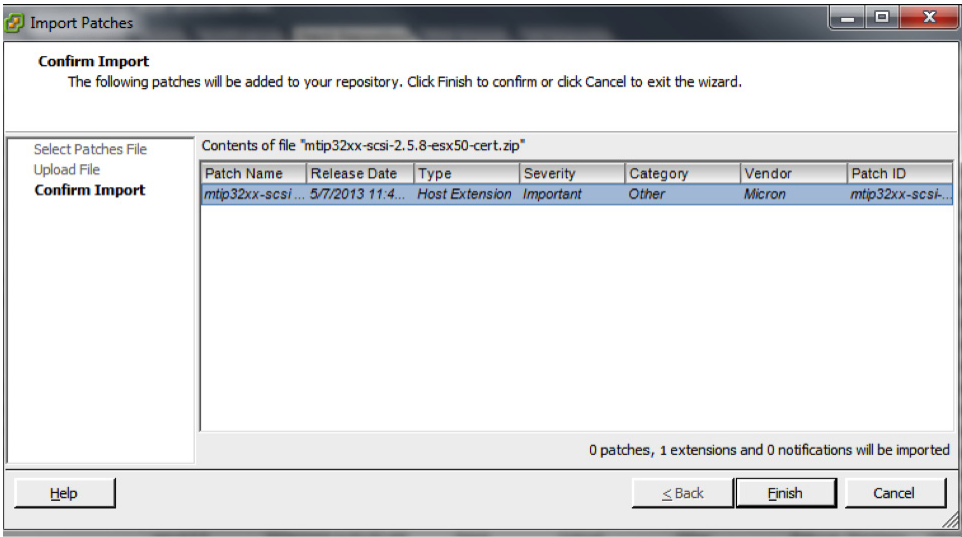 Import Patches
Confirm Import
The following patches will be added to your repository. Click Finish to confirm or click Cancel to exit the wizard.
Select Patches File
Upload File
Confirm Import
Contents of file "mtip32xx-scsi-2.5.8-esx50-cert.zip"
Patch Name Release Date Type Severity Category Vendor Patch ID
mtip32xx-scsi ... 5/7/2013 11:4... Host Extension Important Other Micron mtip32xx-scsi-...
0 patches, 1 extensions and 0 notifications will be imported
Help < Back Finish Cancel